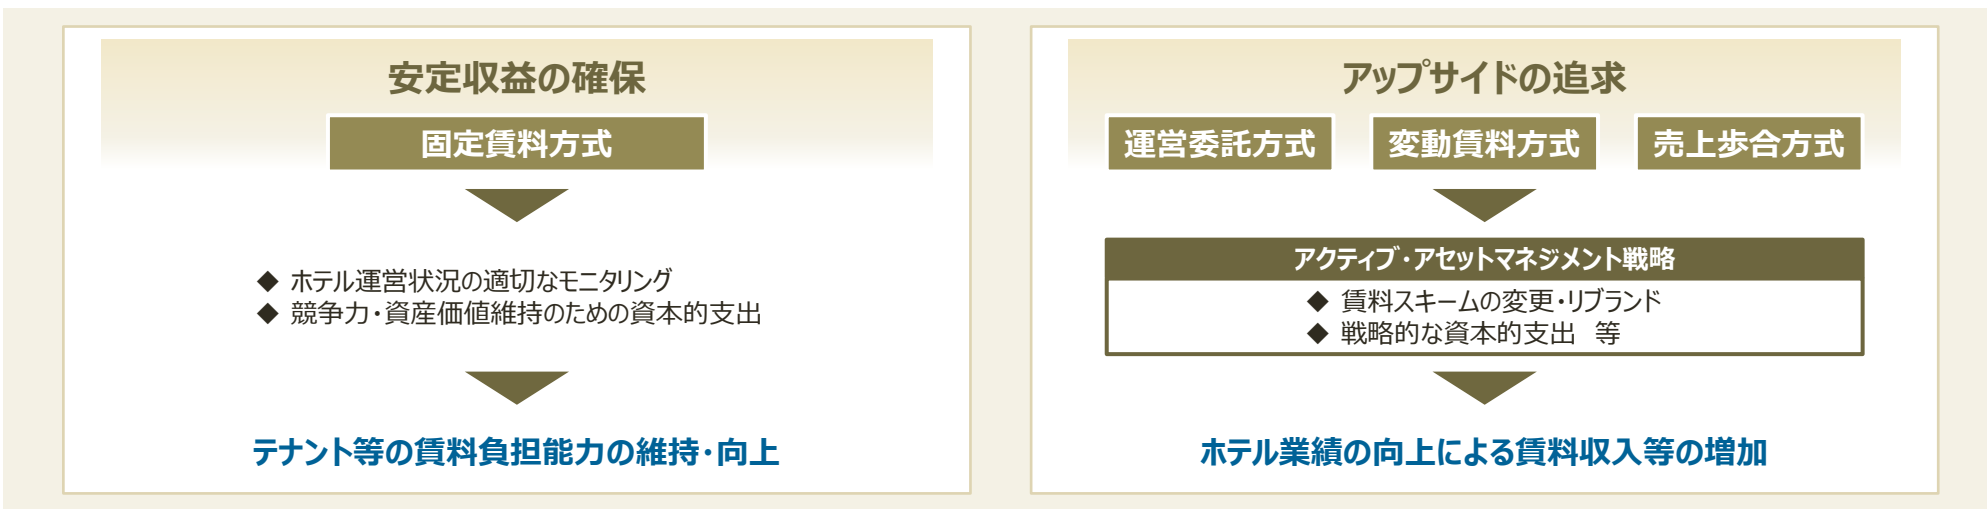 安定収益の確保
固定賃料方式
◆ ホテル運営状況の適切なモニタリング
◆ 競争力・資産価値維持のための資本的支出
テナント等の賃料負担能力の維持・向上
アップサイドの追求
運営委託方式 変動賃料方式 売上歩合方式
アクティブ・アセットマネジメント戦略
◆ 賃料スキームの変更・リブランド
◆ 戦略的な資本的支出 等
ホテル業績の向上による賃料収入等の増加